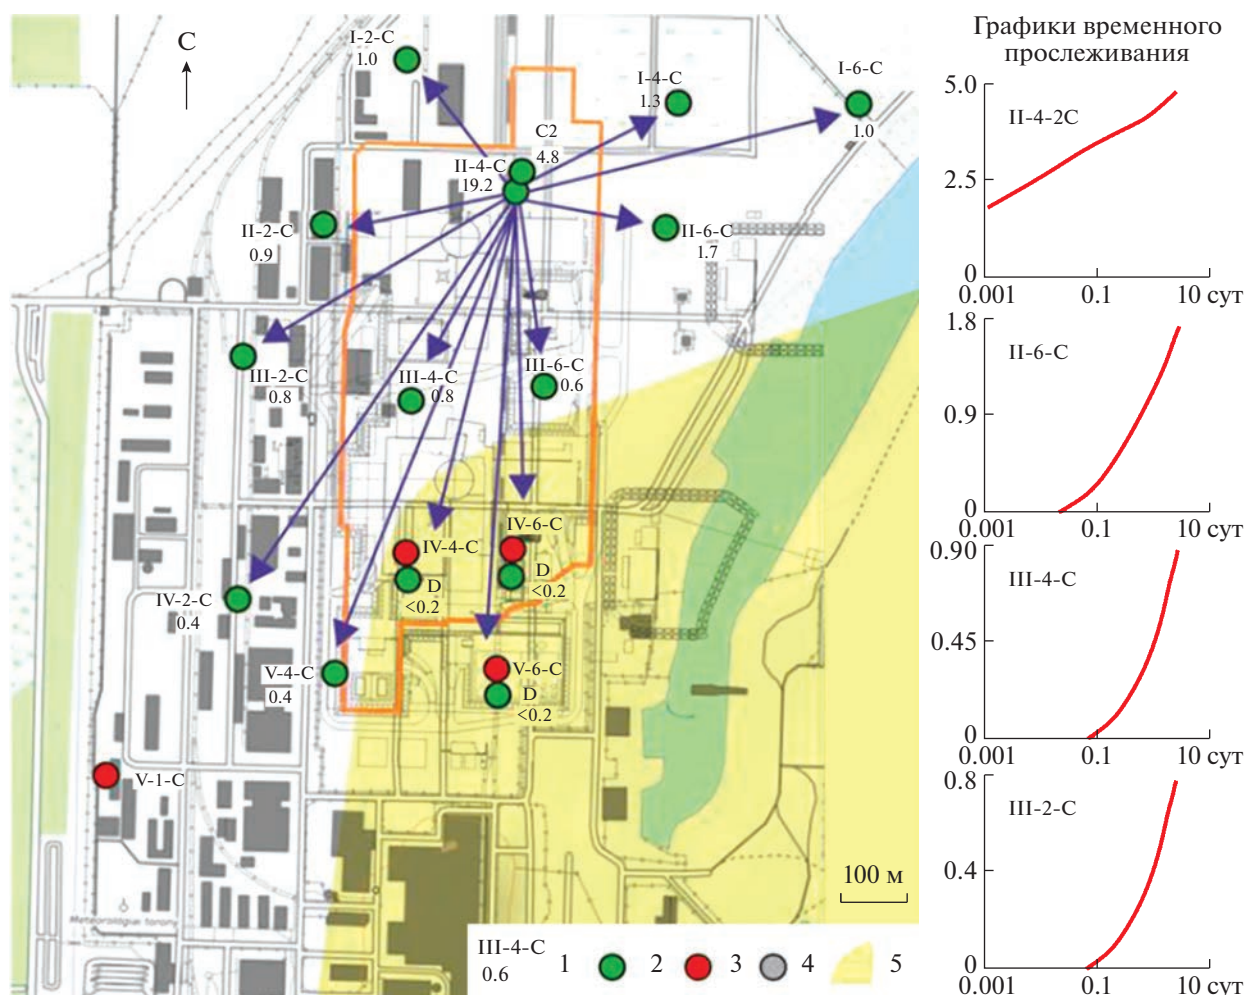 С
I-2-С
1.0
I-4-С
1.3
I-6-С
1.0
С2
4.8
II-4-С
19.2
II-2-С
0.9
II-6-С
1.7
III-2-С
0.8
III-4-С
0.8
III-6-С
0.6
IV-4-С
D
<0.2
IV-6-С
D
<0.2
IV-2-С
0.4
V-4-С
0.4
V-6-С
D
<0.2
V-1-С
100 м
III-4-С
0.6
1 2 3 4 5
Графики временного
прослеживания
5.0
II-4-2С
2.5
0
0.001 0.1 10 сут
1.8
II-6-С
0.9
0
0.001 0.1 10 сут
0.90
III-4-С
0.45
0
0.001 0.1 10 сут
0.8
III-2-С
0.4
0
0.001 0.1 10 сут